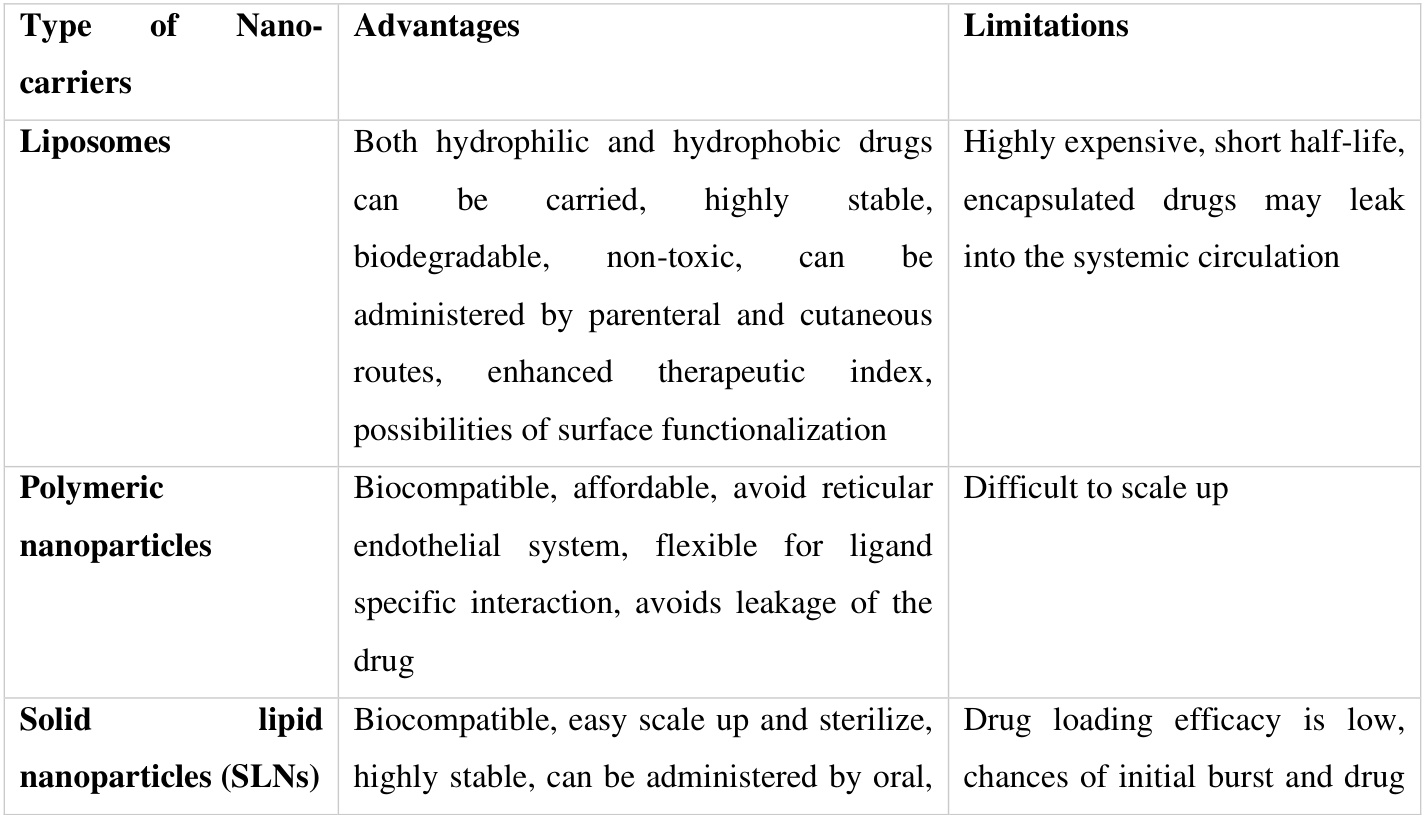 Type of Nano-
carriers
Advantages
Limitations
Liposomes
Both hydrophilic and hydrophobic drugs
can be carried, highly stable,
biodegradable, non-toxic, can be
administered by parenteral and cutaneous
routes, enhanced therapeutic index,
possibilities of surface functionalization
Highly expensive, short half-life,
encapsulated drugs may leak
into the systemic circulation
Polymeric
nanoparticles
Biocompatible, affordable, avoid reticular
endothelial system, flexible for ligand
specific interaction, avoids leakage of the
drug
Difficult to scale up
Solid lipid
nanoparticles (SLNs)
Biocompatible, easy scale up and sterilize,
highly stable, can be administered by oral,
Drug loading efficacy is low,
chances of initial burst and drug